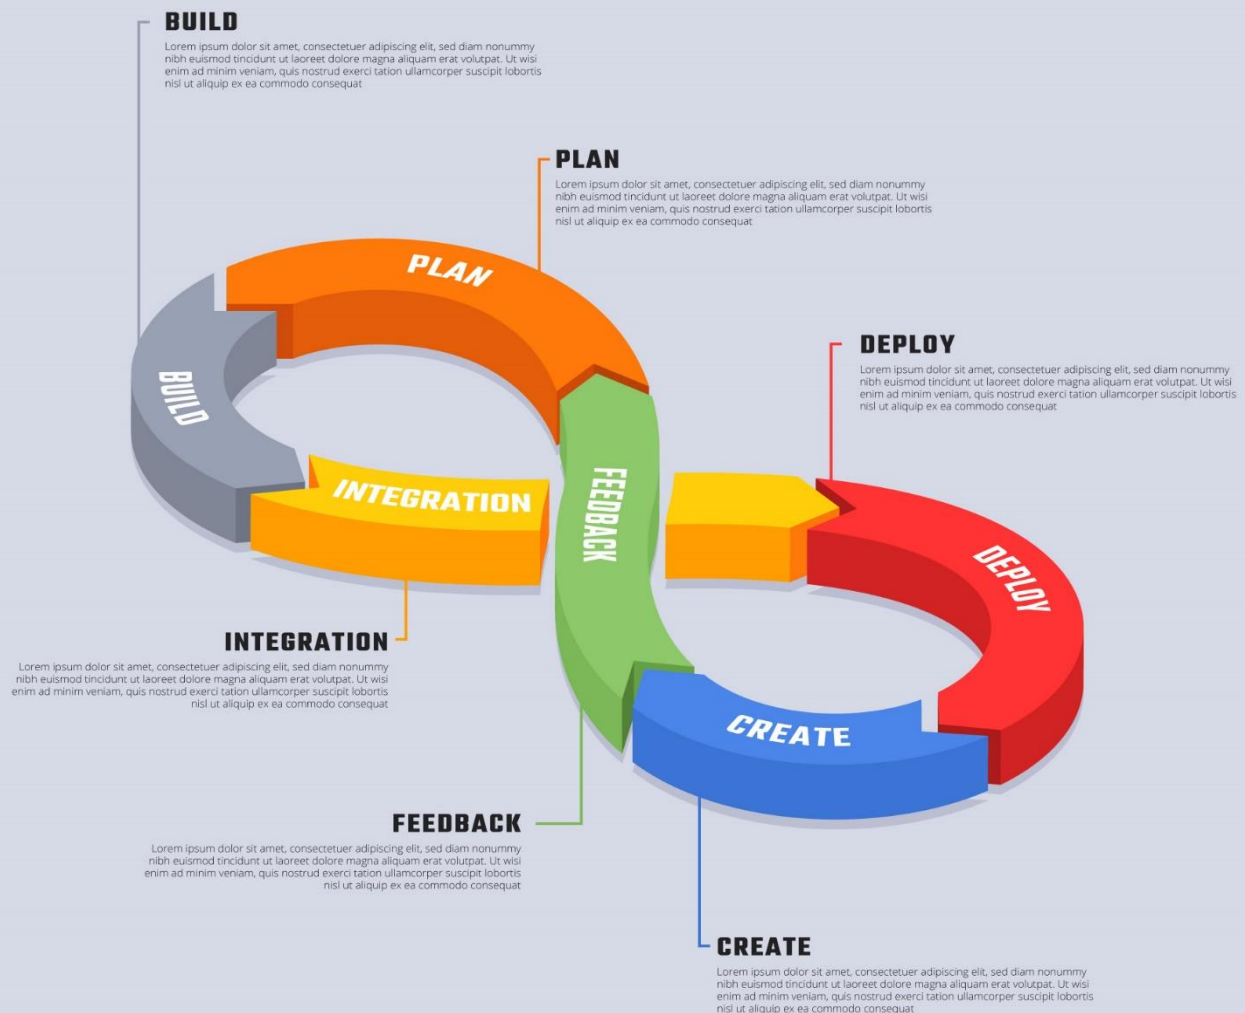 BUILD
Lorem ipsum dolor sit amet, consectetuer adipiscing elit, sed diam nonummy
nibh euismod tincidunt ut laoreet dolore magna aliquam erat volutpat. Ut wisi
enim ad minim veniam, quis nostrud exerci tation ullamcorper suscipit lobortis
nisl ut aliquip ex ea commodo consequat
PLAN
Lorem ipsum dolor sit amet, consectetuer adipiscing elit, sed diam nonummy
nibh euismod tincidunt ut laoreet dolore magna aliquam erat volutpat. Ut wisi
enim ad minim veniam, quis nostrud exerci tation ullamcorper suscipit lobortis
nisl ut aliquip ex ea commodo consequat
PLAN
DEPLOY
Lorem ipsum dolor sit amet, consectetuer adipiscing elit, sed diam nonummy
nibh euismod tincidunt ut laoreet dolore magna aliquam erat volutpat. Ut wisi
enim ad minim veniam, quis nostrud exerci tation ullamcorper suscipit lobortis
nisl ut aliquip ex ea commodo consequat
BUILD
INTEGRATION
FEEDBACK
DEPLOY
INTEGRATION
Lorem ipsum dolor sit amet, consectetuer adipiscing elit, sed diam nonummy
nibh euismod tincidunt ut laoreet dolore magna aliquam erat volutpat. Ut wisi
enim ad minim veniam, quis nostrud exerci tation ullamcorper suscipit lobortis
nisl ut aliquip ex ea commodo consequat
CREATE
FEEDBACK
Lorem ipsum dolor sit amet, consectetuer adipiscing elit, sed diam nonummy
nibh euismod tincidunt ut laoreet dolore magna aliquam erat volutpat. Ut wisi
enim ad minim veniam, quis nostrud exerci tation ullamcorper suscipit lobortis
nisl ut aliquip ex ea commodo consequat
CREATE
Lorem ipsum dolor sit amet, consectetuer adipiscing elit, sed diam nonummy
nibh euismod tincidunt ut laoreet dolore magna aliquam erat volutpat. Ut wisi
enim ad minim veniam, quis nostrud exerci tation ullamcorper suscipit lobortis
nisl ut aliquip ex ea commodo consequat